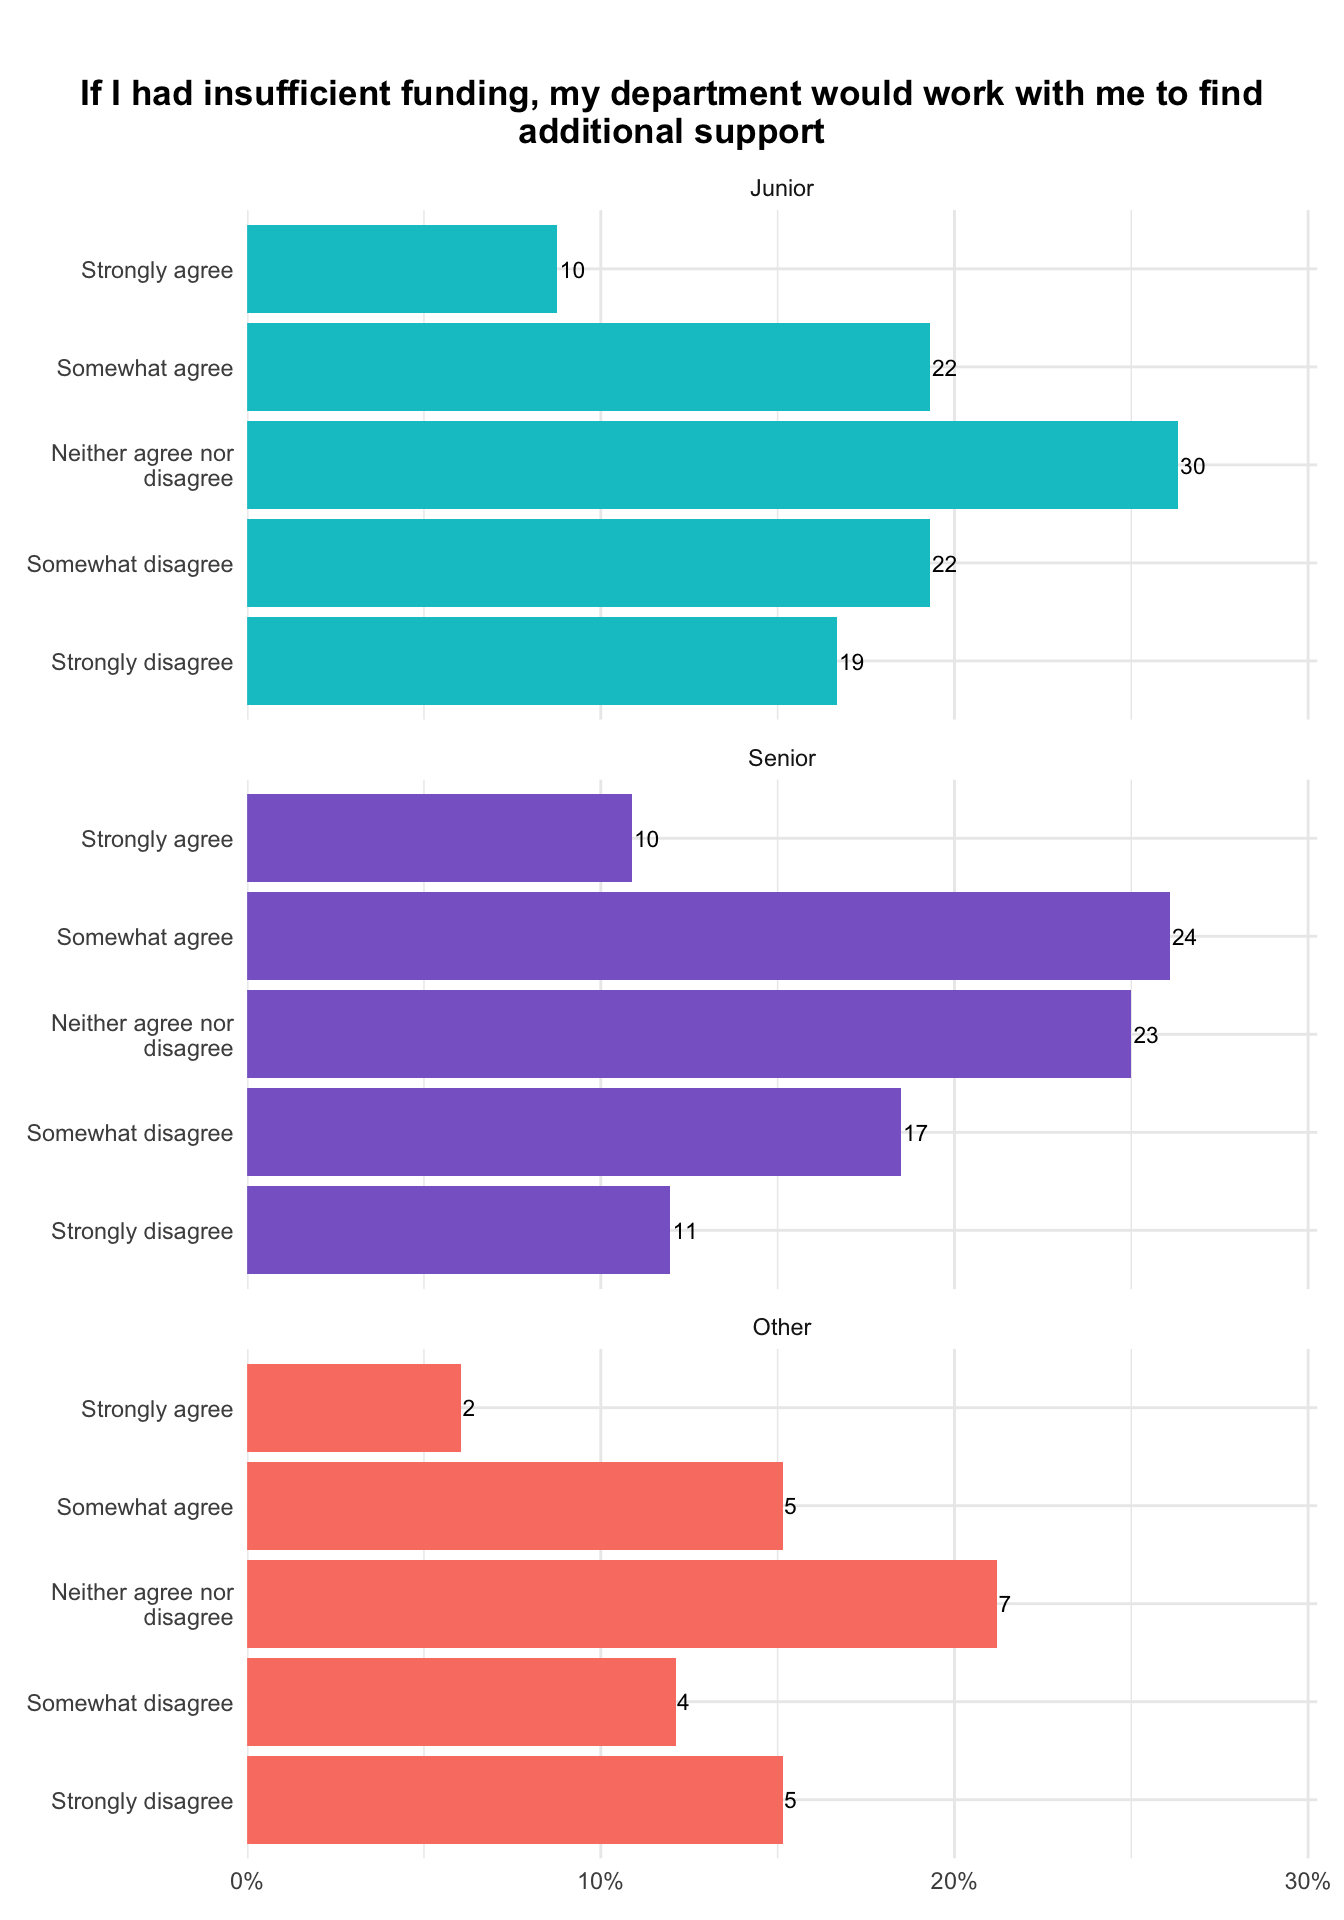 If I had insufficient funding, my department would work with me to find
additional support
Junior
Strongly agree
10
Somewhat agree
22
Neither agree nor
disagree
30
Somewhat disagree
22
Strongly disagree
19
Senior
Strongly agree
10
Somewhat agree
24
Neither agree nor
disagree
23
Somewhat disagree
17
Strongly disagree
11
Other
Strongly agree
2
Somewhat agree
5
Neither agree nor
disagree
7
Somewhat disagree
4
Strongly disagree
5
0%
10%
20%
30%